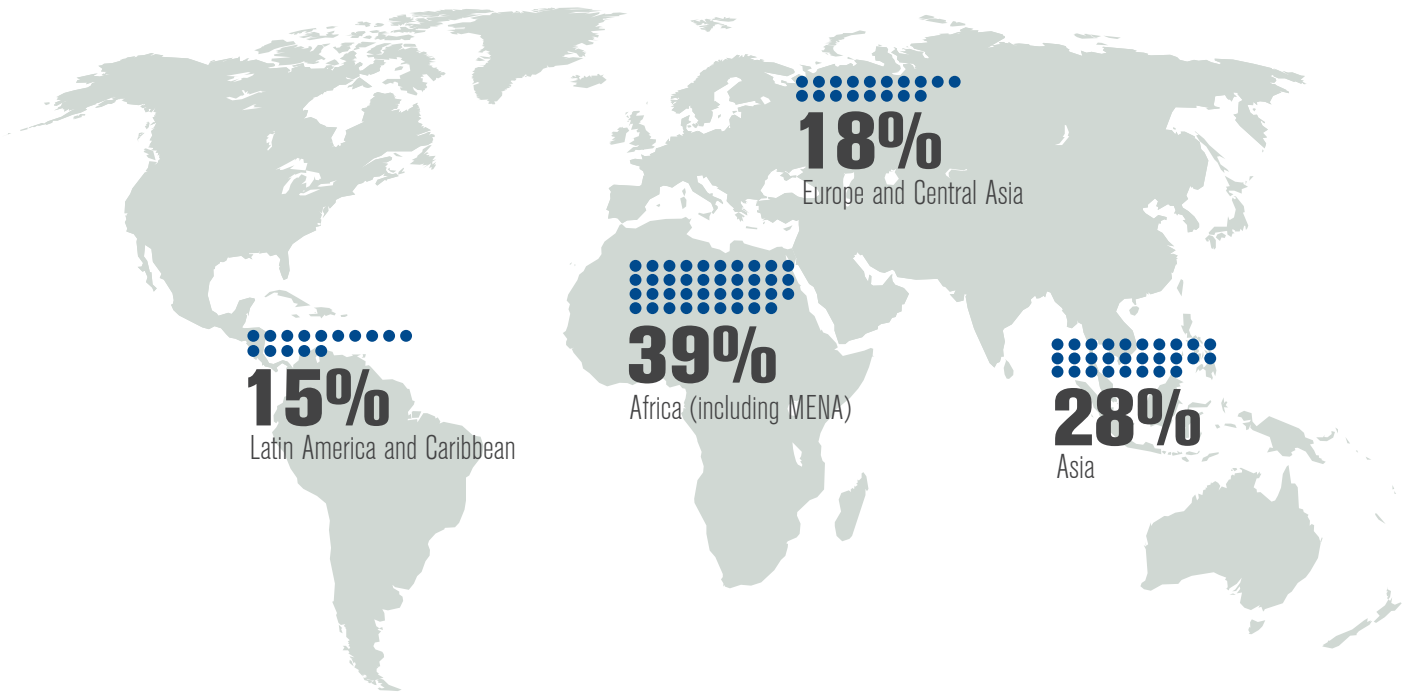 18%
Europe and Central Asia
39%
Africa (including MENA)
15%
Latin America and Caribbean
28%
Asia